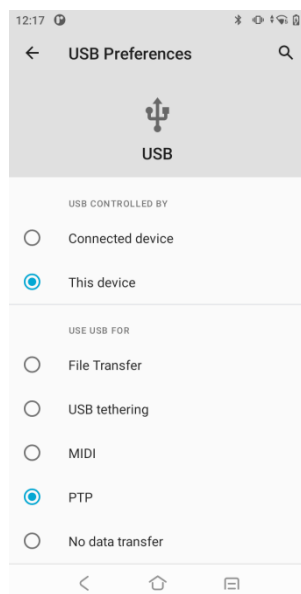 12:17
USB Preferences
USB
USB CONTROLLED BY
Connected device
This device
USE USB FOR
File Transfer
USB tethering
MIDI
PTP
No data transfer